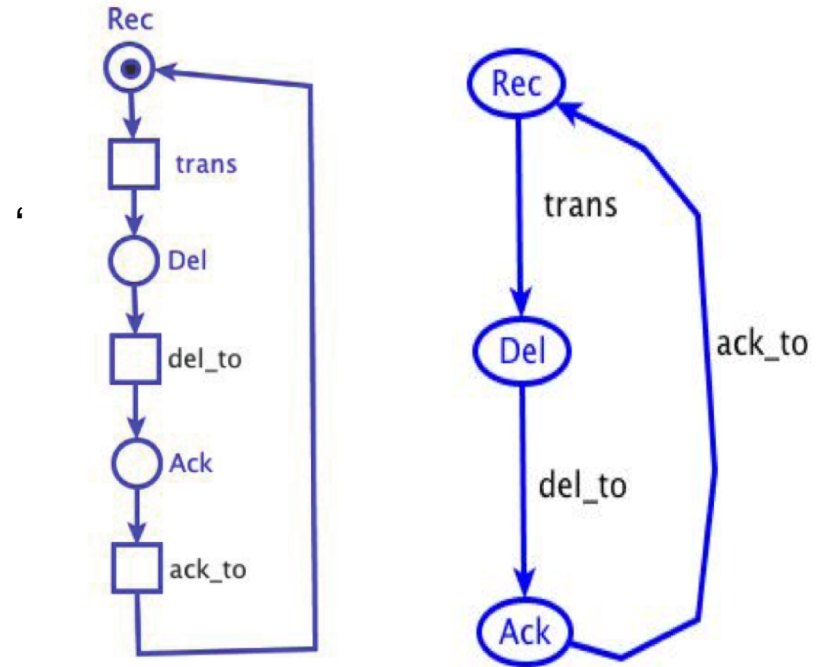 Rec
trans
‘
Del
del_to
Ack
ack_to
Rec
trans
Del
ack_to
del_to
Ack